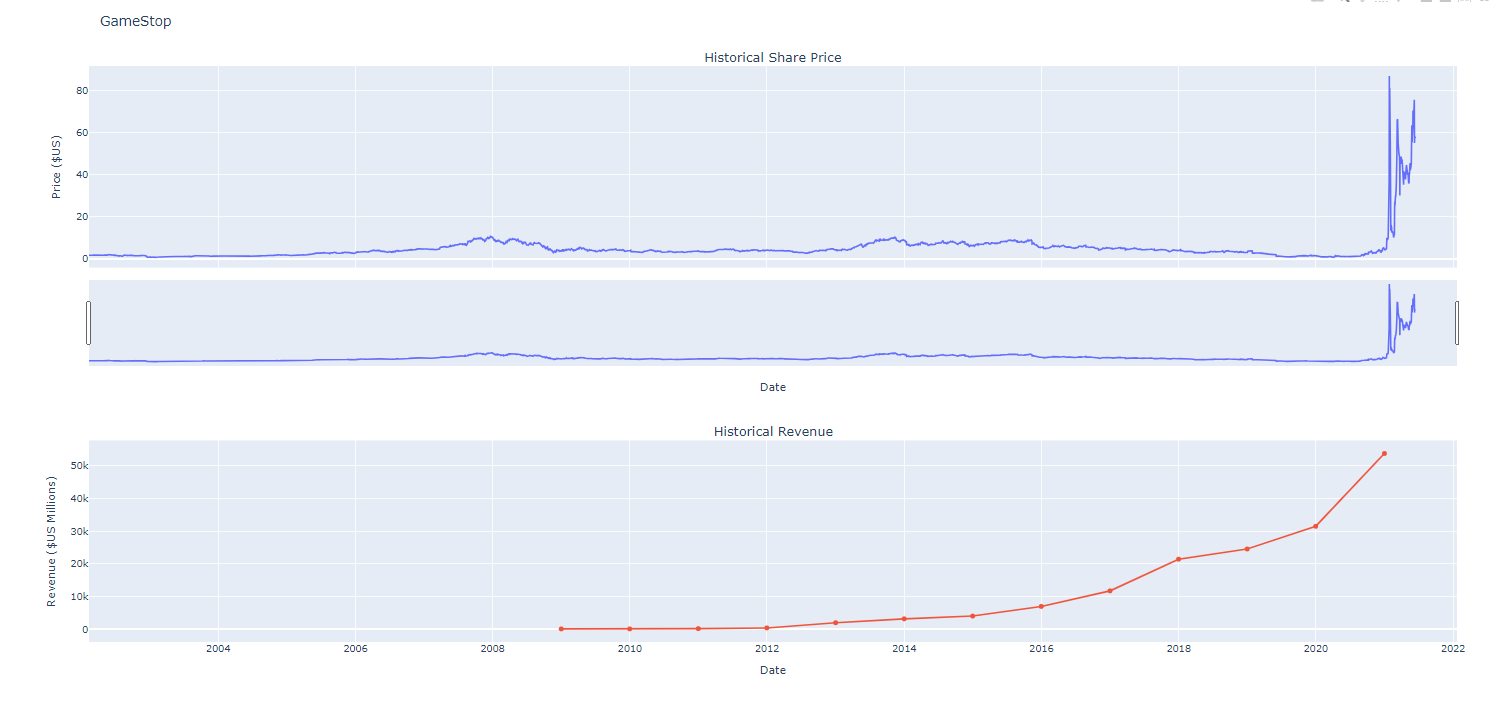 GameStop
Historical Share Price
Price ($US)
80
60
40
20
0
Date
Historical Revenue
Revenue ($US Millions)
50k
40k
30k
20k
10k
0
2004 2006 2008 2010 2012 2014 2016 2018 2020 2022
Date